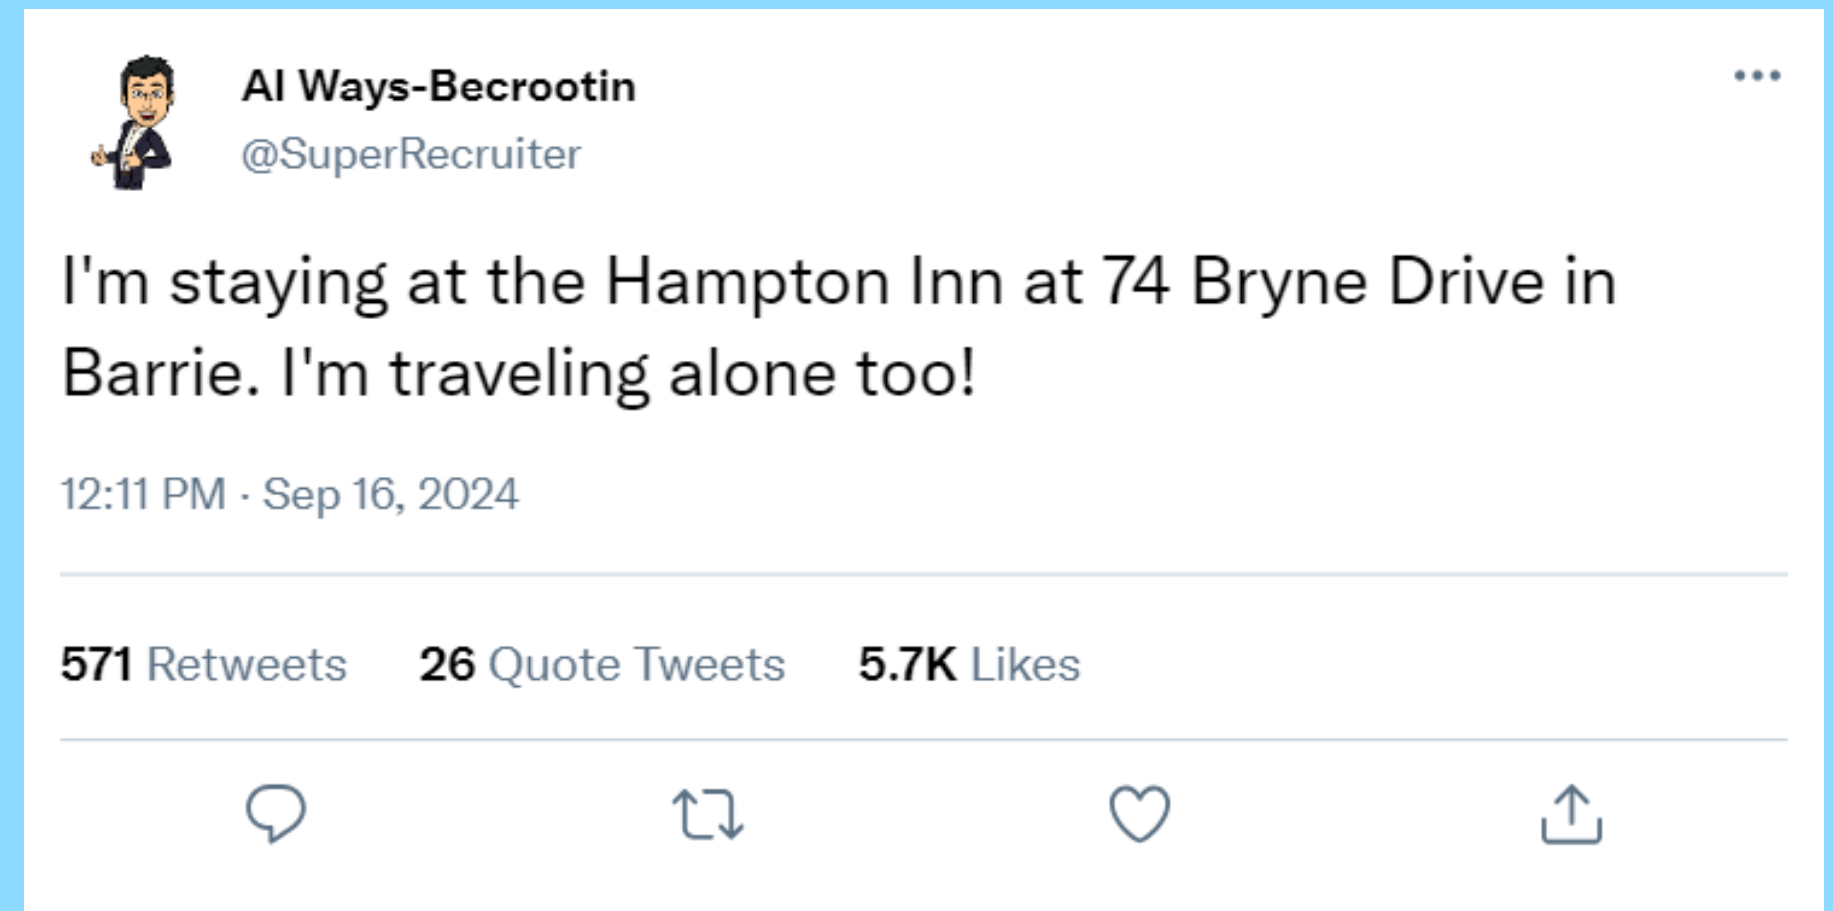 Al Ways-Becrootin
@SuperRecruiter
I'm staying at the Hampton Inn at 74 Bryne Drive in
Barrie. I'm traveling alone too!
12:11 PM · Sep 16, 2024
571 Retweets 26 Quote Tweets 5.7K Likes